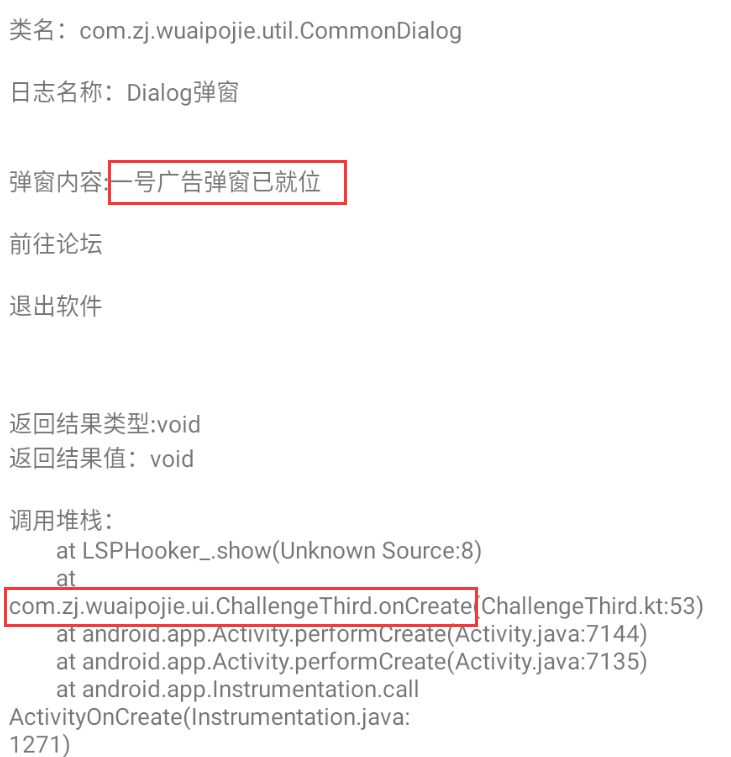 类名：com.zj.wuaipojie.util.CommonDialog
日志名称：Dialog弹窗
弹窗内容:一号广告弹窗已就位
前往论坛
退出软件
返回结果类型:void
返回结果值：void
调用堆栈：
at LSPHooker_.show(Unknown Source:8)
at
com.zj.wuaipojie.ui.ChallengeThird.onCreate(ChallengeThird.kt:53)
at android.app.Activity.performCreate(Activity.java:7144)
at android.app.Activity.performCreate(Activity.java:7135)
at android.app.Instrumentation.call
ActivityOnCreate(Instrumentation.java:
1271)